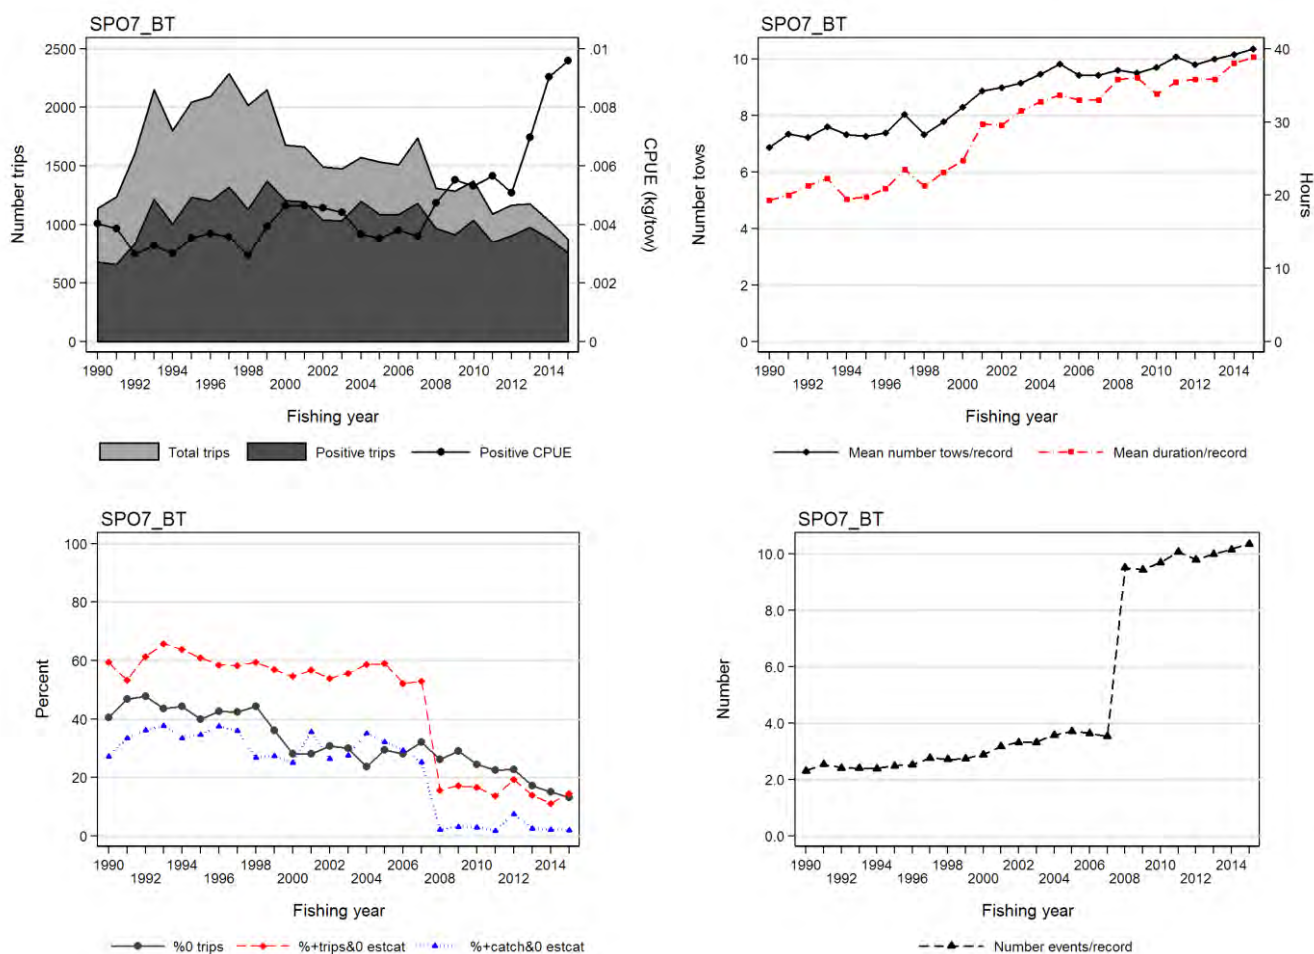 SPO7_BT
2500
2000
1500
1000
500
0
Number trips
.01
.008
.006
.004
.002
0
CPUE (kg/tow)
1990 1994 1998 2002 2006 2010 2014
1992 1996 2000 2004 2008 2012
Fishing year
Total trips Positive trips Positive CPUE
SPO7_BT
10
8
6
4
2
0
Number tows
40
30
20
10
0
Hours
1990 1994 1998 2002 2006 2010 2014
1992 1996 2000 2004 2008 2012
Fishing year
Mean number tows/record Mean duration/record
SPO7_BT
100
80
60
40
20
0
Percent
1990 1994 1998 2002 2006 2010 2014
1992 1996 2000 2004 2008 2012
Fishing year
%0 trips %+trips&0 estcat %+catch&0 estcat
SPO7_BT
10.0
8.0
6.0
4.0
2.0
0.0
Number
1990 1994 1998 2002 2006 2010 2014
1992 1996 2000 2004 2008 2012
Fishing year
Number events/record